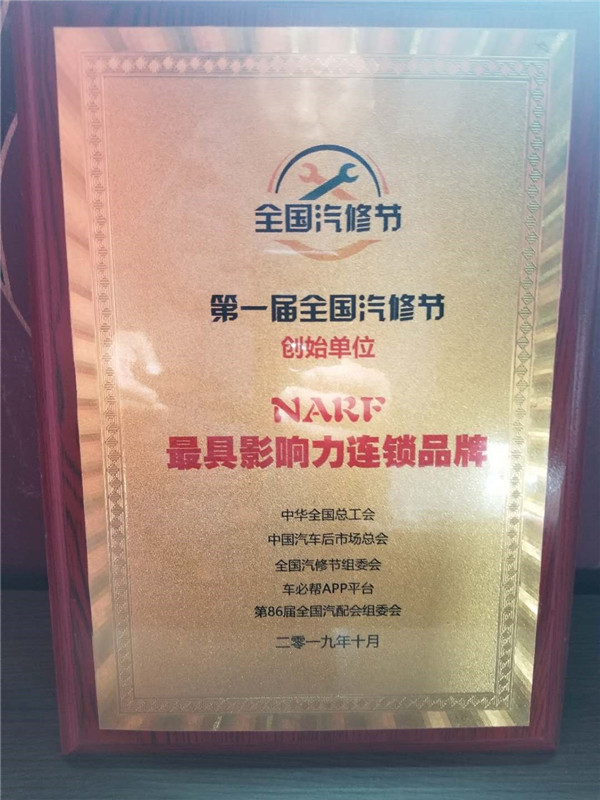 全国汽修节
第一届全国汽修节
创始单位
NARF
最具影响力连锁品牌
中华全国总工会
中国汽车后市场总会
全国汽修节组委会
车必帮APP平台
第86届全国汽配会组委会
二零一九年十月